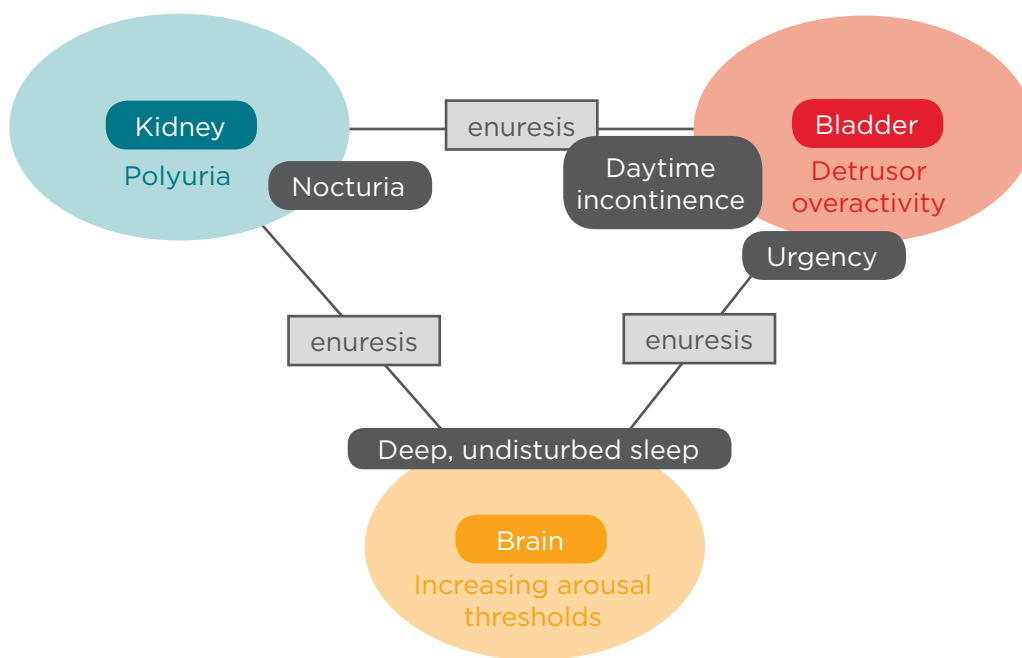 Kidney
Polyuria
Nocturia
enuresis
Daytime
incontinence
Bladder
Detrusor
overactivity
Urgency
enuresis
enuresis
Deep, undisturbed sleep
Brain
Increasing arousal
thresholds